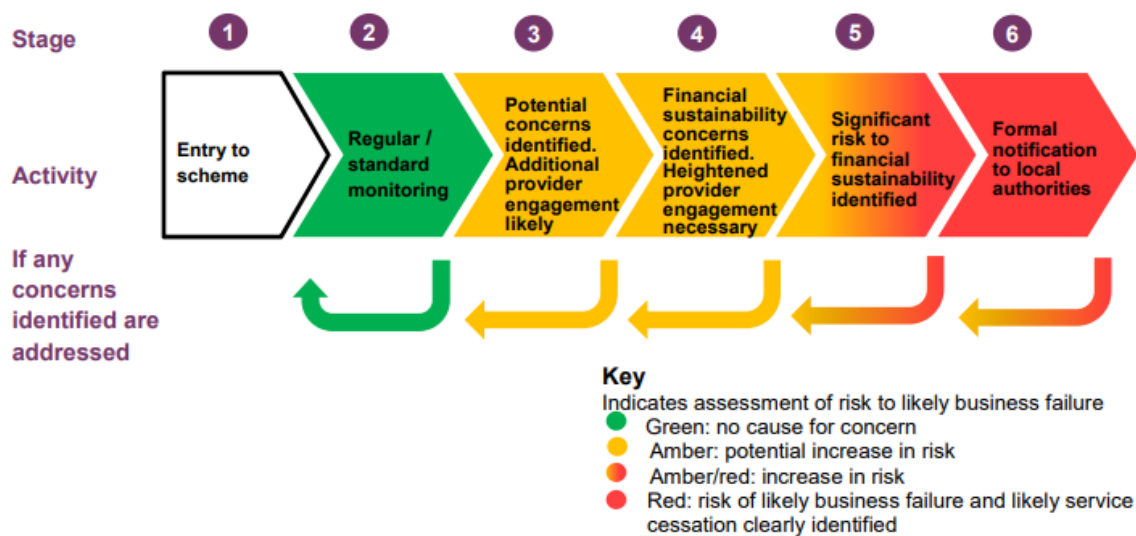 Stage
1
2
3
4
5
6
Activity
Entry to
scheme
Regular /
standard
monitoring
Potential
concerns
identified.
Additional
provider
engagement
likely
Financial
sustainability
concerns
identified.
Heightened
provider
engagement
necessary
Significant
risk to
financial
sustainability
identified
Formal
notification
to local
authorities
If any
concerns
identified are
addressed
Key
Indicates assessment of risk to likely business failure
Green: no cause for concern
Amber: potential increase in risk
Amber/red: increase in risk
Red: risk of likely business failure and likely service
cessation clearly identified